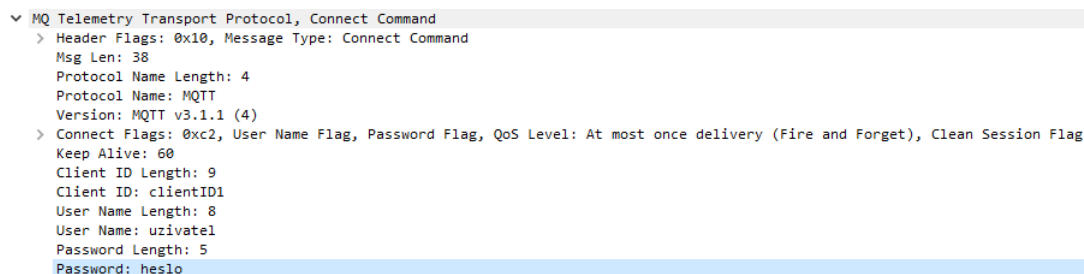 MQ Telemetry Transport Protocol, Connect Command
Header Flags: 0x10, Message Type: Connect Command
Msg Len: 38
Protocol Name Length: 4
Protocol Name: MQTT
Version: MQTT v3.1.1 (4)
Connect Flags: 0xc2, User Name Flag, Password Flag, QoS Level: At most once delivery (Fire and Forget), Clean Session Flag
Keep Alive: 60
Client ID Length: 9
Client ID: clientID1
User Name Length: 8
User Name: uzivatel
Password Length: 5
Password: heslo